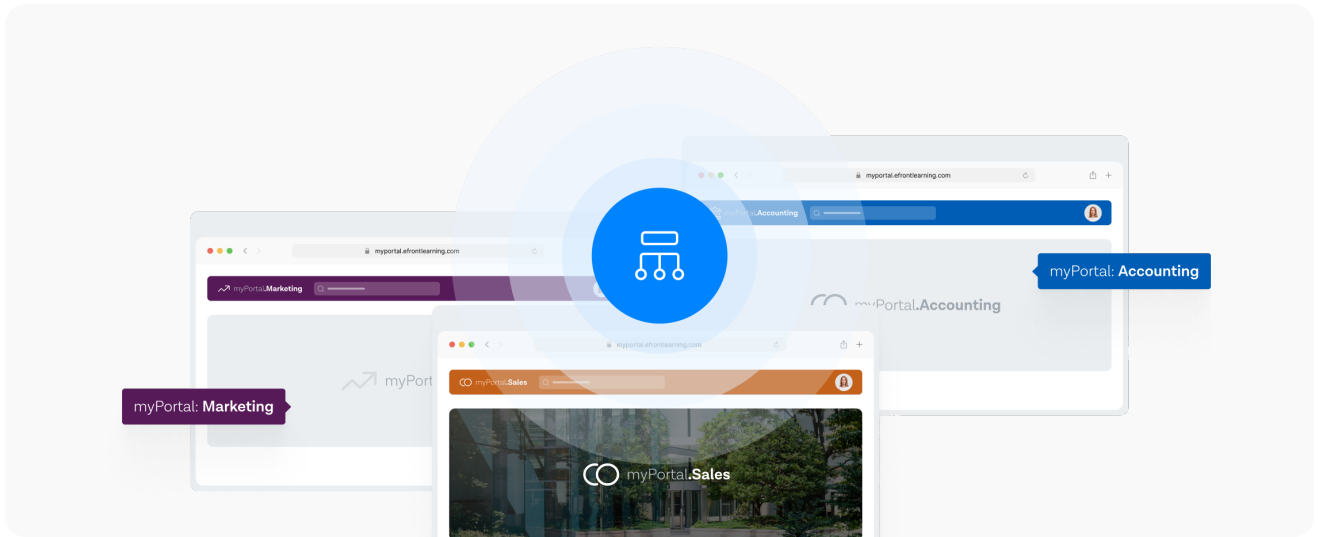 myportal.efrontlearning.com
myPortal.Accounting
myPortal: Accounting
myPortal.Accounting
myportal.efrontlearning.com
myPortal.Marketing
myPort
myPortal: Marketing
myportal.efrontlearning.com
myPortal.Sales
myPortal.Sales